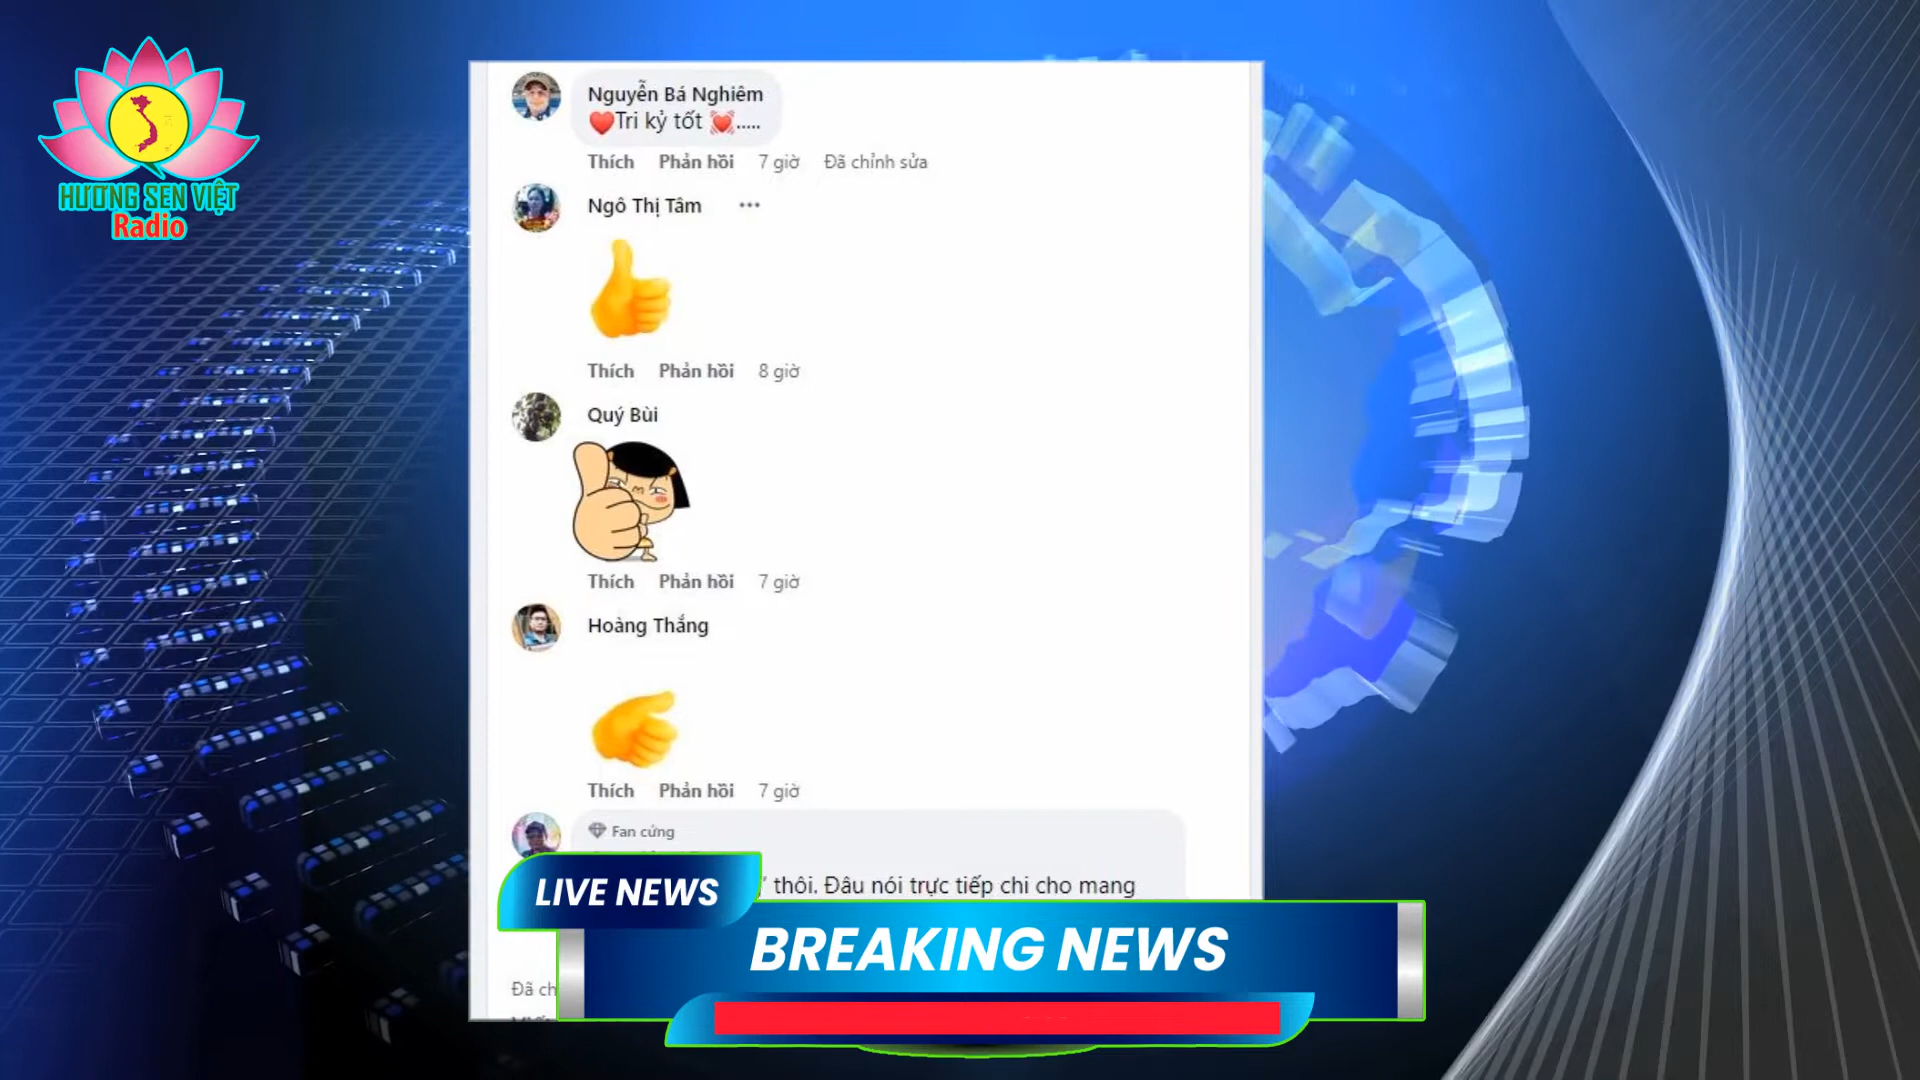 HƯƠNG SEN VIỆT
Radio
Nguyễn Bá Nghiêm
❤️Tri kỷ tốt 💓.....
Thích Phản hồi 7 giờ Đã chỉnh sửa
Ngô Thị Tâm ...
Thích Phản hồi 8 giờ
Quý Bùi
Thích Phản hồi 7 giờ
Hoàng Thắng
Thích Phản hồi 7 giờ
Fan cứng
thôi. Đâu nói trực tiếp chi cho mang
LIVE NEWS
BREAKING NEWS
Đã ch